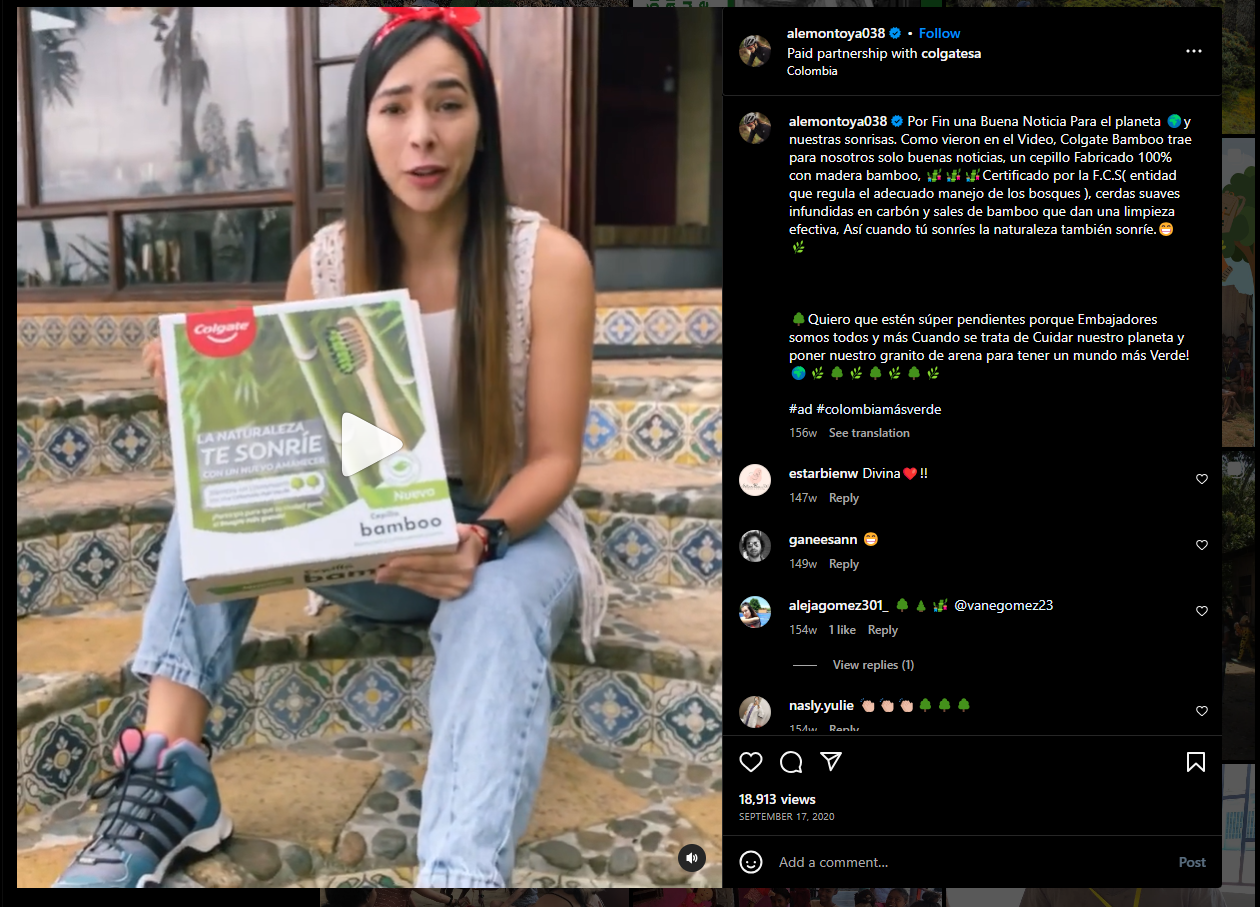 Colgate
LA NATURALEZA
TE SONRÍE
CON UN NUEVO AMANECER
Nuevo
Cepillo
bamboo
alemontoya038 • Follow
Paid partnership with colgatesa
Colombia
alemontoya038 Por Fin una Buena Noticia Para el planeta 🌎y
nuestras sonrisas. Como vieron en el Video, Colgate Bamboo trae
para nosotros solo buenas noticias, un cepillo Fabricado 100%
con madera bamboo, 🎋🎋🎋Certificado por la F.C.S( entidad
que regula el adecuado manejo de los bosques ), cerdas suaves
infundidas en carbón y sales de bamboo que dan una limpieza
efectiva, Así cuando tú sonríes la naturaleza también sonríe.😁
🌿
🌳Quiero que estén súper pendientes porque Embajadores
somos todos y más Cuando se trata de Cuidar nuestro planeta y
poner nuestro granito de arena para tener un mundo más Verde!
🌎🌿🌳🌿🌳🌿🌳🌿
#ad #colombiamásverde
156w See translation
estarbienw Divina❤️!!
147w Reply
ganeesann 😁
149w Reply
alejagomez301_ 🌳🌲🎋 @vanegomez23
154w 1 like Reply
View replies (1)
nasly.yulie 👏🏻👏🏻👏🏻🌳🌳🌳
154w Reply
18,913 views
SEPTEMBER 17, 2020
Add a comment...
Post